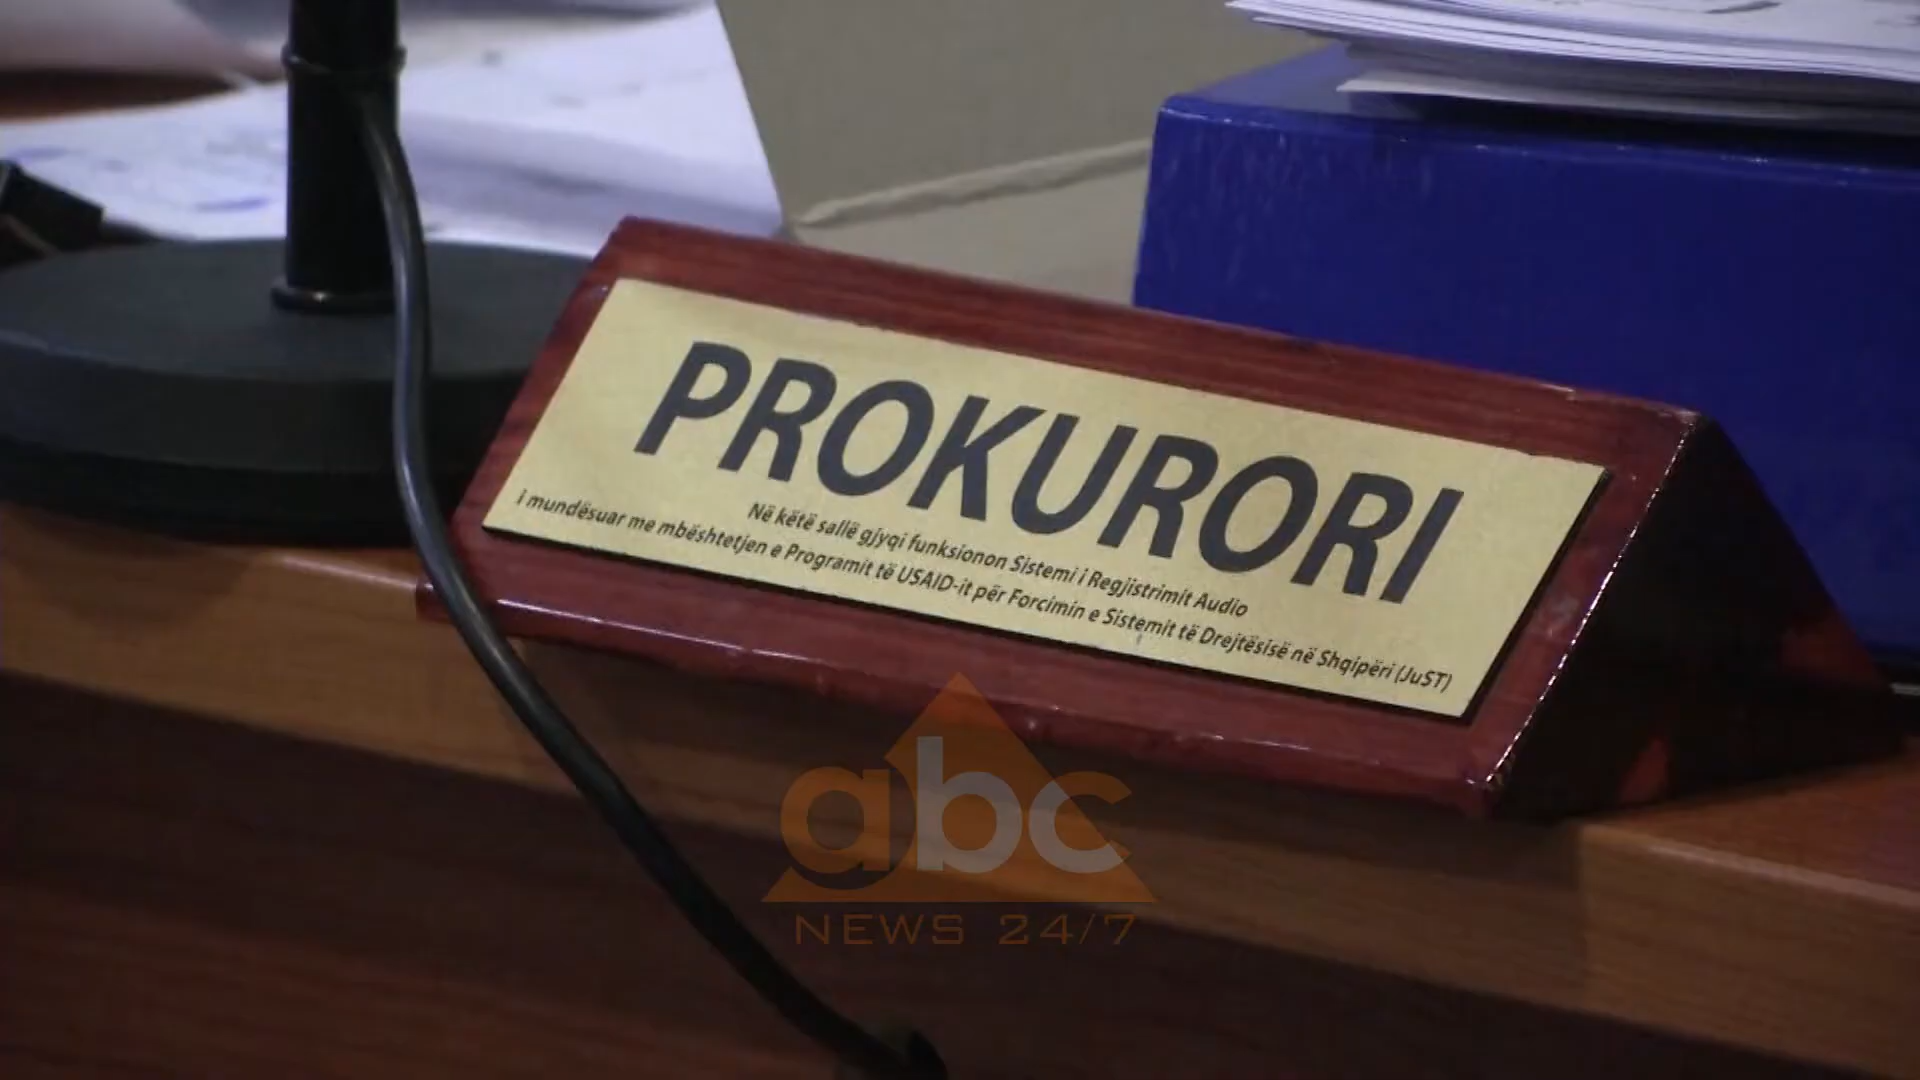 PROKURORI
Në këtë sallë gjyqi funksionon Sistemi i Regjistrimit Audio
i mundësuar me mbështetjen e Programit të USAID-it për Forcimin e Sistemit të Drejtësisë në Shqipëri (JuST)
abc
NEWS 24/7